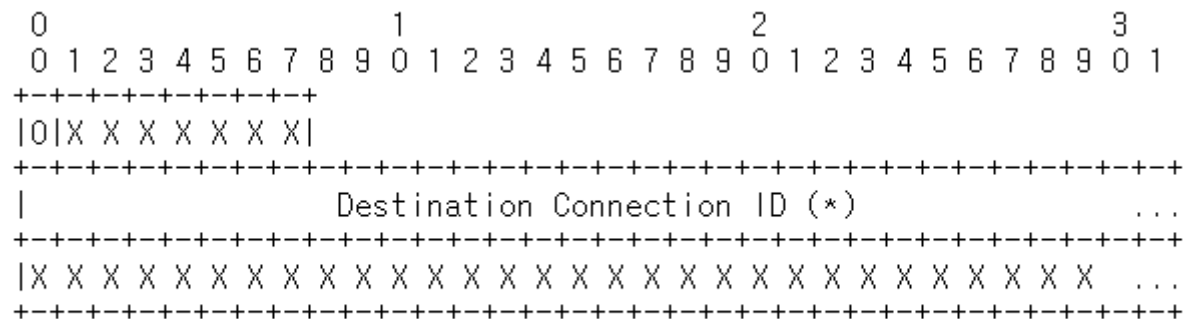 0                   1                   2                   3
 0 1 2 3 4 5 6 7 8 9 0 1 2 3 4 5 6 7 8 9 0 1 2 3 4 5 6 7 8 9 0 1
+-+-+-+-+-+-+-+-+
|0|X X X X X X X|
+-+-+-+-+-+-+-+-+-+-+-+-+-+-+-+-+-+-+-+-+-+-+-+-+-+-+-+-+-+-+-+-+
|                 Destination Connection ID (*)               ...
+-+-+-+-+-+-+-+-+-+-+-+-+-+-+-+-+-+-+-+-+-+-+-+-+-+-+-+-+-+-+-+-+
|X X X X X X X X X X X X X X X X X X X X X X X X X X X X X X  ...
+-+-+-+-+-+-+-+-+-+-+-+-+-+-+-+-+-+-+-+-+-+-+-+-+-+-+-+-+-+-+-+-+